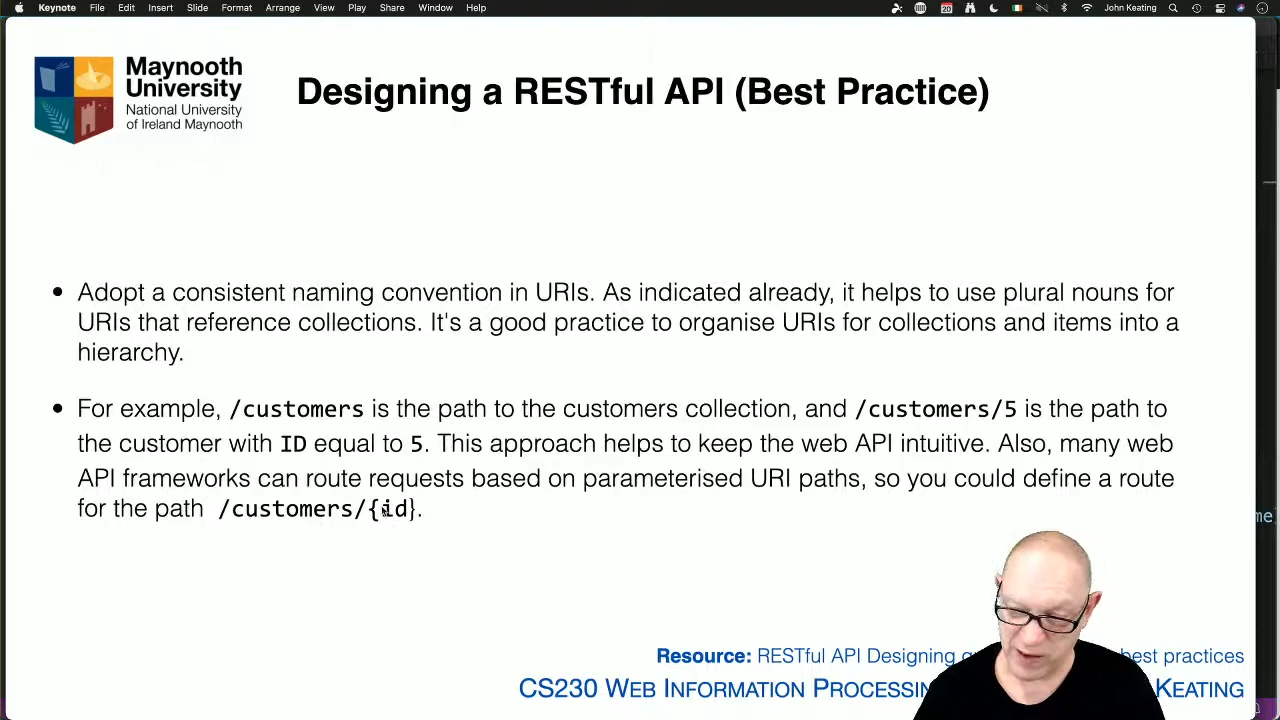 Keynote File Edit Insert Slide Format Arrange View Play Share Window Help 20 John Keating
Maynooth
University
National University
of Ireland Maynooth
Designing a RESTful API (Best Practice)
• Adopt a consistent naming convention in URIs. As indicated already, it helps to use plural nouns for
URIs that reference collections. It's a good practice to organise URIs for collections and items into a
hierarchy.
• For example, /customers is the path to the customers collection, and /customers/5 is the path to
the customer with ID equal to 5. This approach helps to keep the web API intuitive. Also, many web
API frameworks can route requests based on parameterised URI paths, so you could define a route
for the path /customers/{id}.
me
Resource: RESTful API Designing best practices
CS230 WEB INFORMATION PROCESSIN KEATING